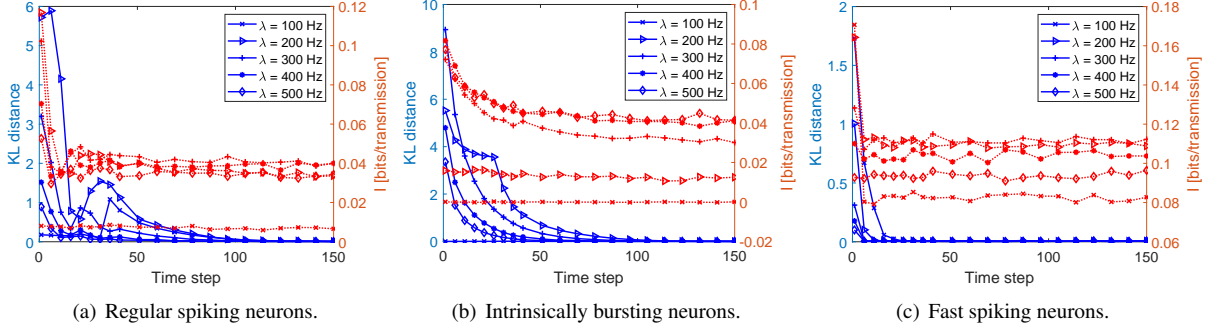 6
5
4
3
2
1
0
KL distance
0.12
0.1
0.08
0.06
0.04
0.02
0
I [bits/transmission]
λ = 100 Hz
λ = 200 Hz
λ = 300 Hz
λ = 400 Hz
λ = 500 Hz
0 50 100 150
Time step
(a) Regular spiking neurons.
10
8
6
4
2
0
KL distance
0.1
0.08
0.06
0.04
0.02
0
-0.02
I [bits/transmission]
λ = 100 Hz
λ = 200 Hz
λ = 300 Hz
λ = 400 Hz
λ = 500 Hz
0 50 100 150
Time step
(b) Intrinsically bursting neurons.
2
1.5
1
0.5
0
KL distance
0.18
0.16
0.14
0.12
0.1
0.08
0.06
I [bits/transmission]
λ = 100 Hz
λ = 200 Hz
λ = 300 Hz
λ = 400 Hz
λ = 500 Hz
0 50 100 150
Time step
(c) Fast spiking neurons.